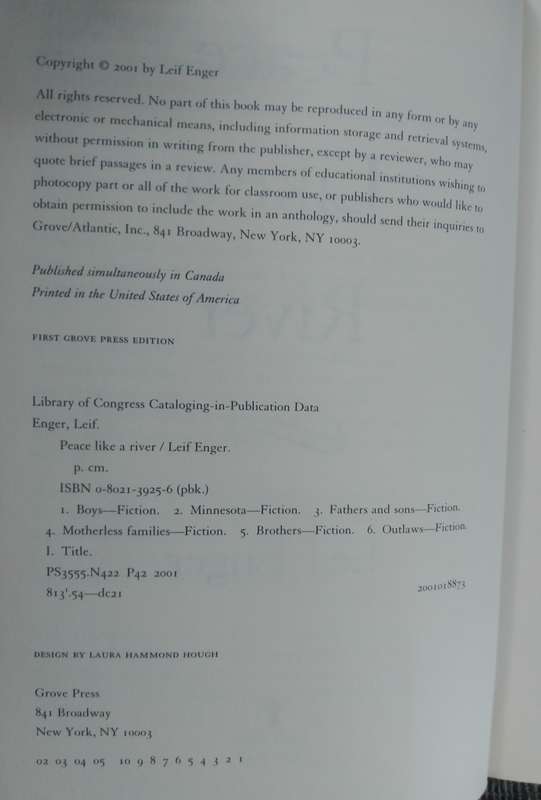 Copyright © 2001 by Leif Enger
All rights reserved. No part of this book may be reproduced in any form or by any
electronic or mechanical means, including information storage and retrieval systems,
without permission in writing from the publisher, except by a reviewer, who may
quote brief passages in a review. Any members of educational institutions wishing to
photocopy part or all of the work for classroom use, or publishers who would like to
obtain permission to include the work in an anthology, should send their inquiries to
Grove/Atlantic, Inc., 841 Broadway, New York, NY 10003.
Published simultaneously in Canada
Printed in the United States of America
FIRST GROVE PRESS EDITION
Library of Congress Cataloging-in-Publication Data
Enger, Leif.
Peace like a river / Leif Enger.
p. cm.
ISBN 0-8021-3925-6 (pbk.)
1. Boys—Fiction. 2. Minnesota—Fiction. 3. Fathers and sons—Fiction.
4. Motherless families—Fiction. 5. Brothers—Fiction. 6. Outlaws—Fiction.
I. Title.
PS3555.N422 P42 2001
813'.54—dc21 2001018873
DESIGN BY LAURA HAMMOND HOUGH
Grove Press
841 Broadway
New York, NY 10003
02 03 04 05 10 9 8 7 6 5 4 3 2 1